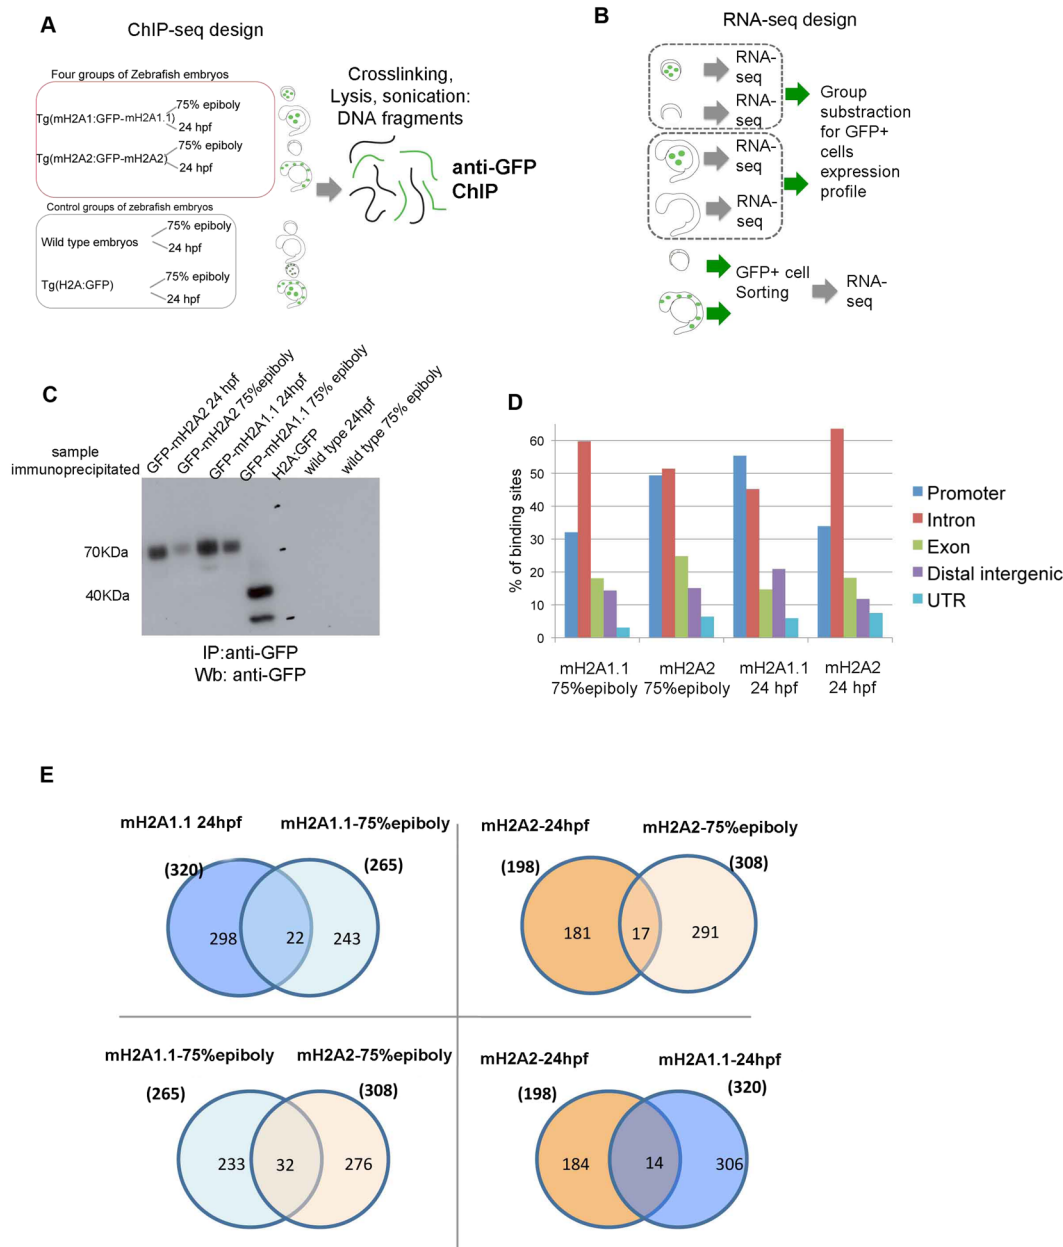 A
ChIP-seq design
Four groups of Zebrafish embryos
Tg(mH2A1:GFP-mH2A1.1)
75% epiboly
24 hpf
Tg(mH2A2:GFP-mH2A2)
75% epiboly
24 hpf
Control groups of zebrafish embryos
Wild type embryos
75% epiboly
24 hpf
Tg(H2A:GFP)
75% epiboly
24 hpf
Crosslinking,
Lysis, sonication:
DNA fragments
anti-GFP
ChIP
B
RNA-seq design
RNA-
seq
RNA-
seq
RNA-
seq
RNA-
seq
Group
substraction
for GFP+
cells
expression
profile
GFP+ cell
Sorting
RNA-
seq
C
sample
immunoprecipitated
GFP-mH2A2 24 hpf
GFP-mH2A2 75%epiboly
GFP-mH2A1.1 24hpf
GFP-mH2A1.1 75% epiboly
H2A:GFP
wild type 24hpf
wild type 75% epiboly
70KDa
40KDa
IP:anti-GFP
Wb: anti-GFP
D
% of binding sites
60
50
40
30
20
10
0
mH2A1.1
75%epiboly
mH2A2
75%epiboly
mH2A1.1
24 hpf
mH2A2
24 hpf
Promoter
Intron
Exon
Distal intergenic
UTR
E
mH2A1.1 24hpf
mH2A1.1-75%epiboly
(320)
(265)
298
22
243
mH2A2-24hpf
mH2A2-75%epiboly
(198)
(308)
181
17
291
mH2A1.1-75%epiboly
mH2A2-75%epiboly
(265)
(308)
233
32
276
mH2A2-24hpf
mH2A1.1-24hpf
(198)
(320)
184
14
306